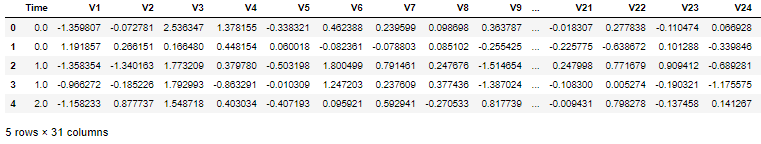 Time V1 V2 V3 V4 V5 V6 V7 V8 V9 ... V21 V22 V23 V24
0 0.0 -1.359807 -0.072781 2.536347 1.378155 -0.338321 0.462388 0.239599 0.098698 0.363787 ... -0.018307 0.277838 -0.110474 0.066928
1 0.0 1.191857 0.266151 0.166480 0.448154 0.060018 -0.082361 -0.078803 0.085102 -0.255425 ... -0.225775 -0.638672 0.101288 -0.339846
2 1.0 -1.358354 -1.340163 1.773209 0.379780 -0.503198 1.800499 0.791461 0.247676 -1.514654 ... 0.247998 0.771679 0.909412 -0.689281
3 1.0 -0.966272 -0.185226 1.792993 -0.863291 -0.010309 1.247203 0.237609 0.377436 -1.387024 ... -0.108300 0.005274 -0.190321 -1.175575
4 2.0 -1.158233 0.877737 1.548718 0.403034 -0.407193 0.095921 0.592941 -0.270533 0.817739 ... -0.009431 0.798278 -0.137458 0.141267
5 rows × 31 columns